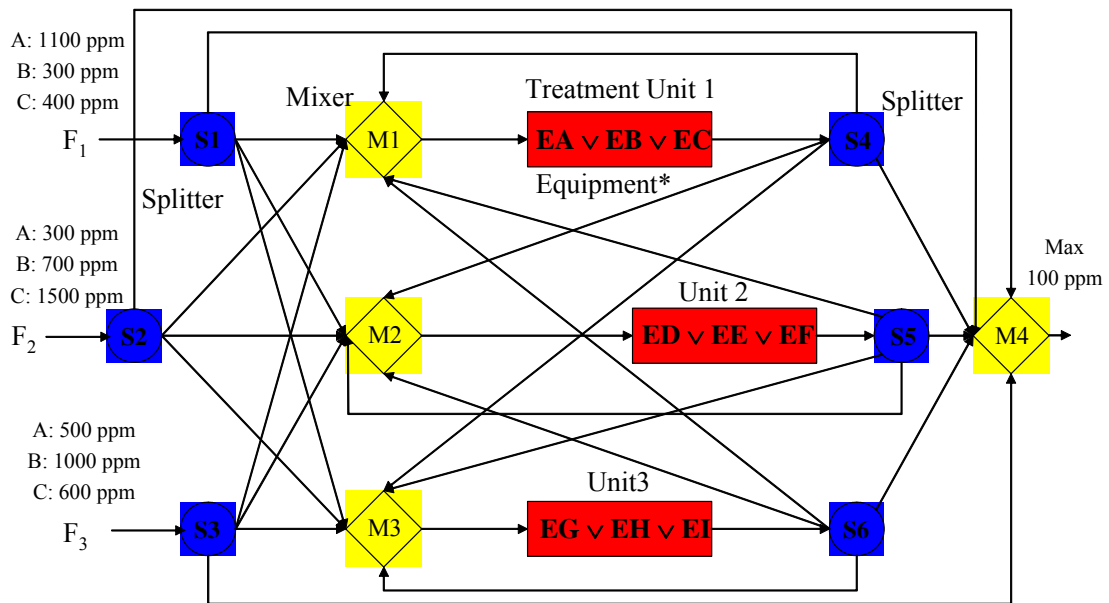 A: 1100 ppm
B: 300 ppm
C: 400 ppm
F1
S1
Splitter
Mixer
M1
Treatment Unit 1
EA ∨ EB ∨ EC
Equipment*
Splitter
S4
A: 300 ppm
B: 700 ppm
C: 1500 ppm
F2
S2
M2
Unit 2
ED ∨ EE ∨ EF
S5
Max
100 ppm
M4
A: 500 ppm
B: 1000 ppm
C: 600 ppm
F3
S3
M3
Unit3
EG ∨ EH ∨ EI
S6